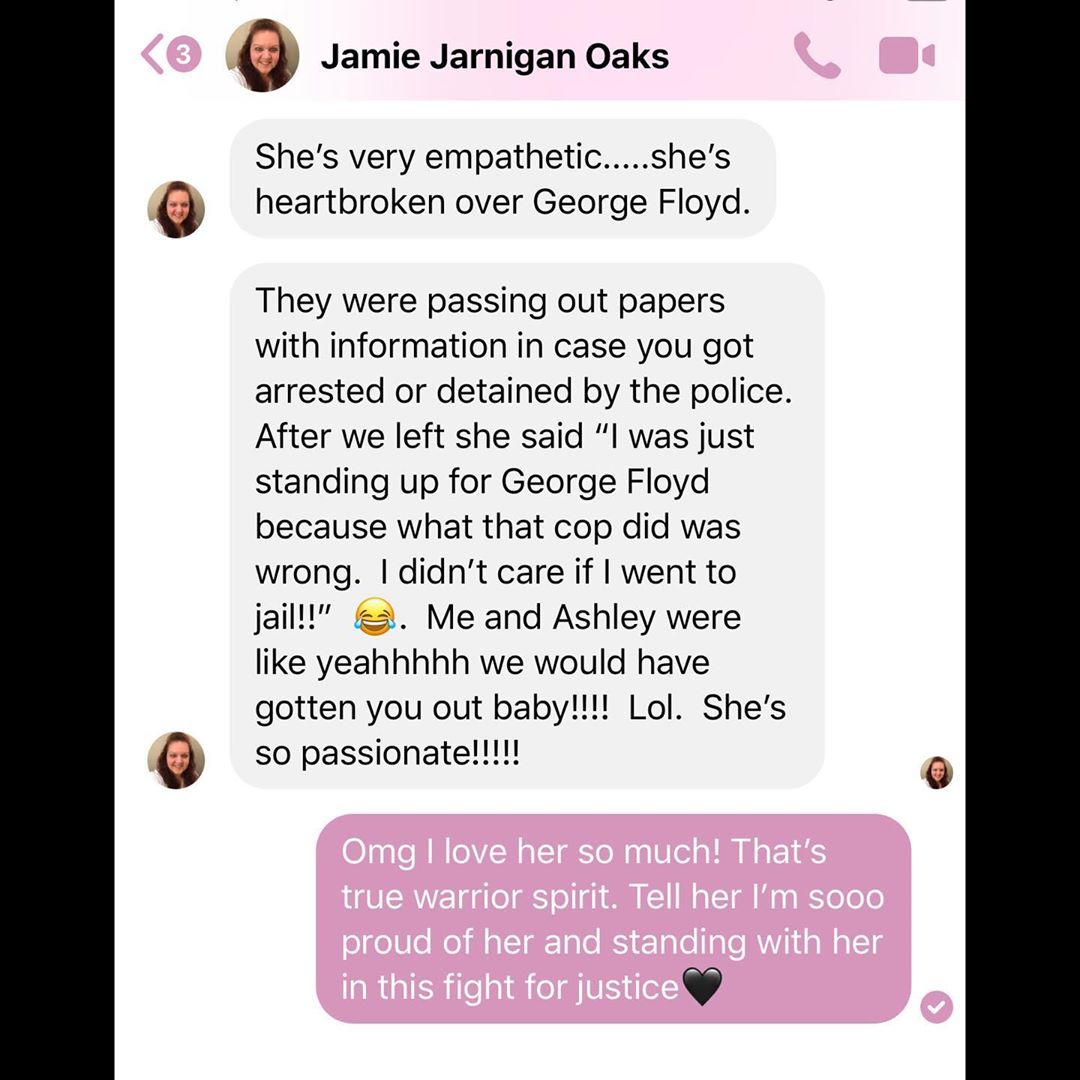 3
Jamie Jarnigan Oaks
She’s very empathetic.....she’s
heartbroken over George Floyd.
They were passing out papers
with information in case you got
arrested or detained by the police.
After we left she said “I was just
standing up for George Floyd
because what that cop did was
wrong.  I didn’t care if I went to
jail!!”  😂.  Me and Ashley were
like yeahhhhh we would have
gotten you out baby!!!!  Lol.  She’s
so passionate!!!!!
Omg I love her so much! That’s
true warrior spirit. Tell her I’m sooo
proud of her and standing with her
in this fight for justice🖤